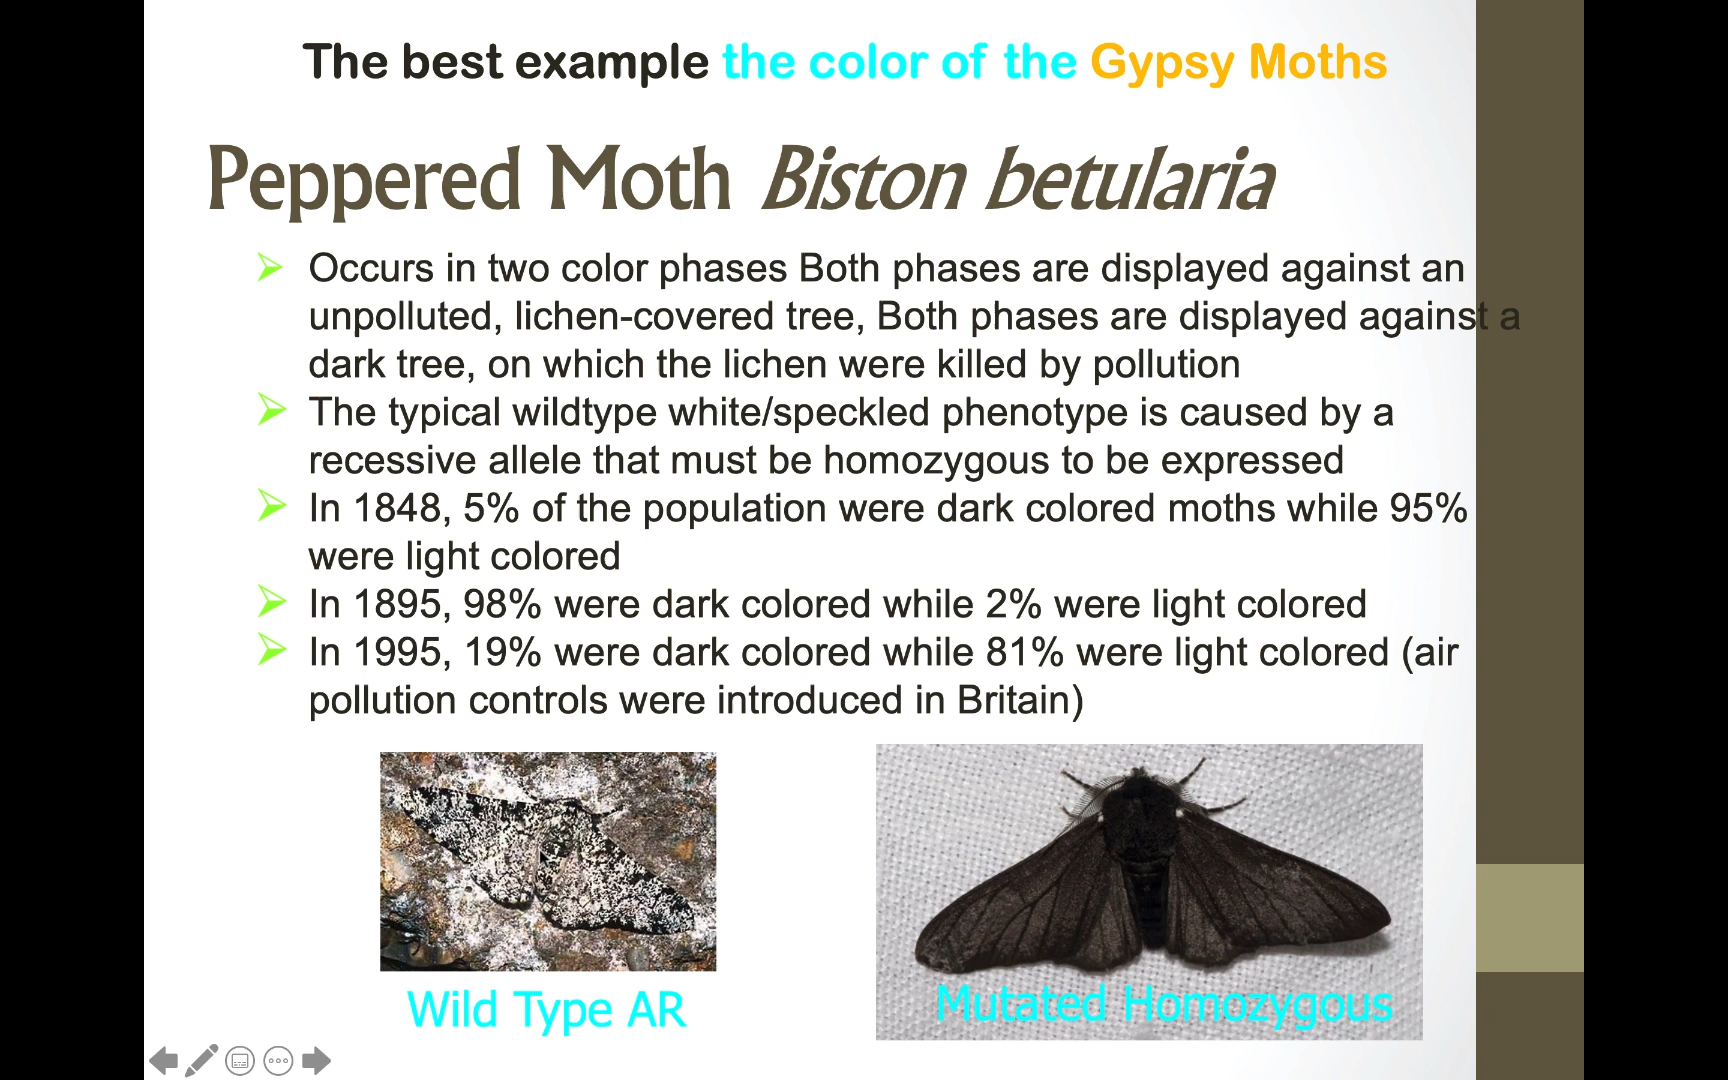 The best example the color of the Gypsy Moths
Peppered Moth Biston betularia
Occurs in two color phases Both phases are displayed against an
unpolluted, lichen-covered tree, Both phases are displayed against a
dark tree, on which the lichen were killed by pollution
The typical wildtype white/speckled phenotype is caused by a
recessive allele that must be homozygous to be expressed
In 1848, 5% of the population were dark colored moths while 95%
were light colored
In 1895, 98% were dark colored while 2% were light colored
In 1995, 19% were dark colored while 81% were light colored (air
pollution controls were introduced in Britain)
Wild Type AR
Mutated Homozygous